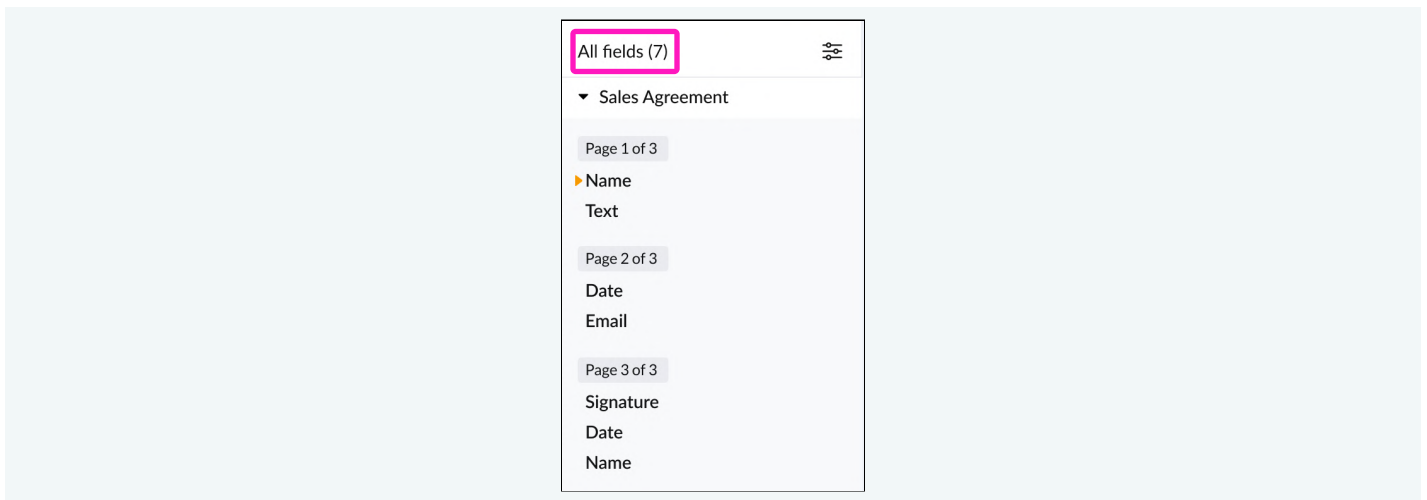 All fields (7)
Sales Agreement
Page 1 of 3
Name
Text
Page 2 of 3
Date
Email
Page 3 of 3
Signature
Date
Name